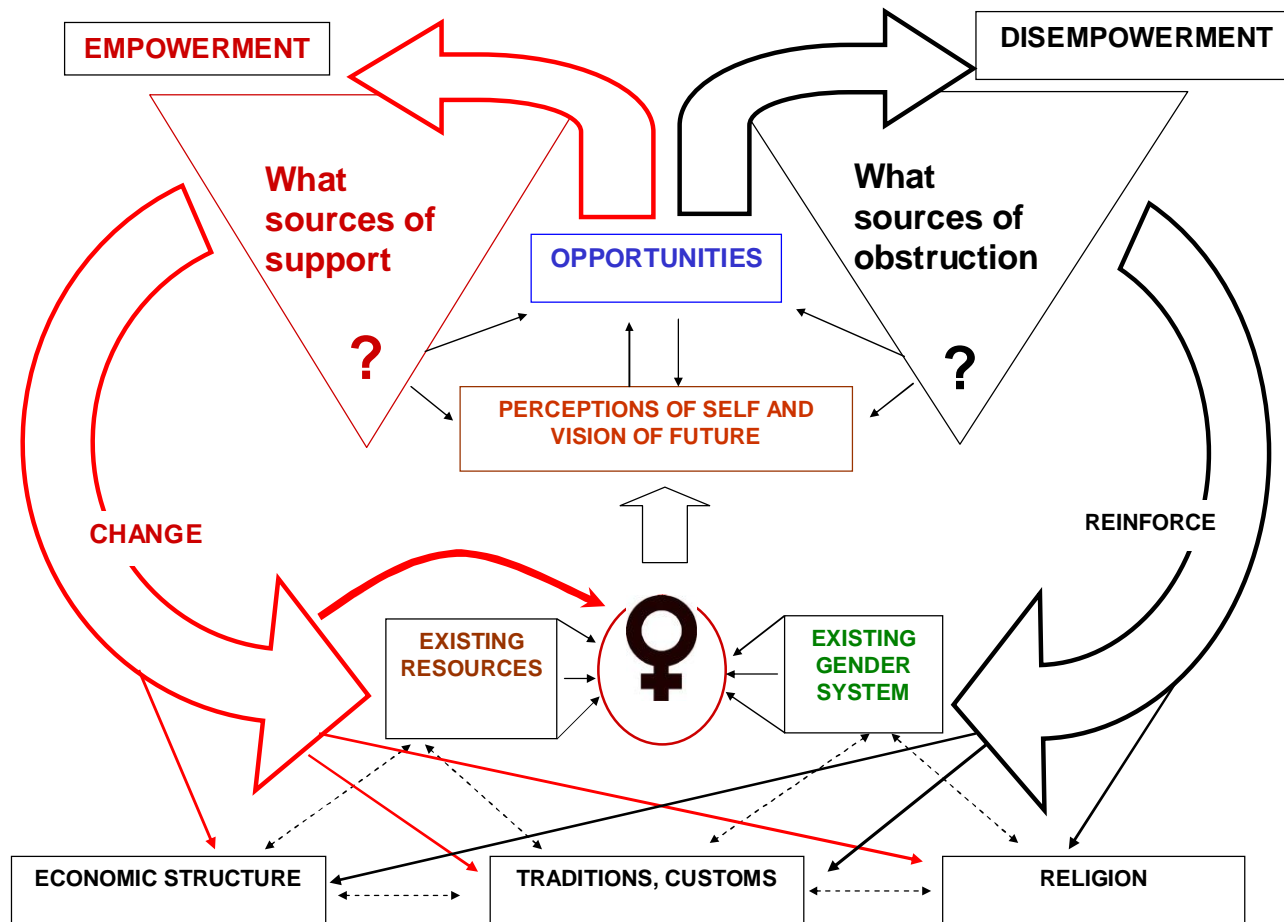 EMPOWERMENT
DISEMPOWERMENT
What
sources of
support
?
What
sources of
obstruction
?
OPPORTUNITIES
PERCEPTIONS OF SELF AND
VISION OF FUTURE
CHANGE
REINFORCE
EXISTING
RESOURCES
EXISTING
GENDER
SYSTEM
ECONOMIC STRUCTURE
TRADITIONS, CUSTOMS
RELIGION